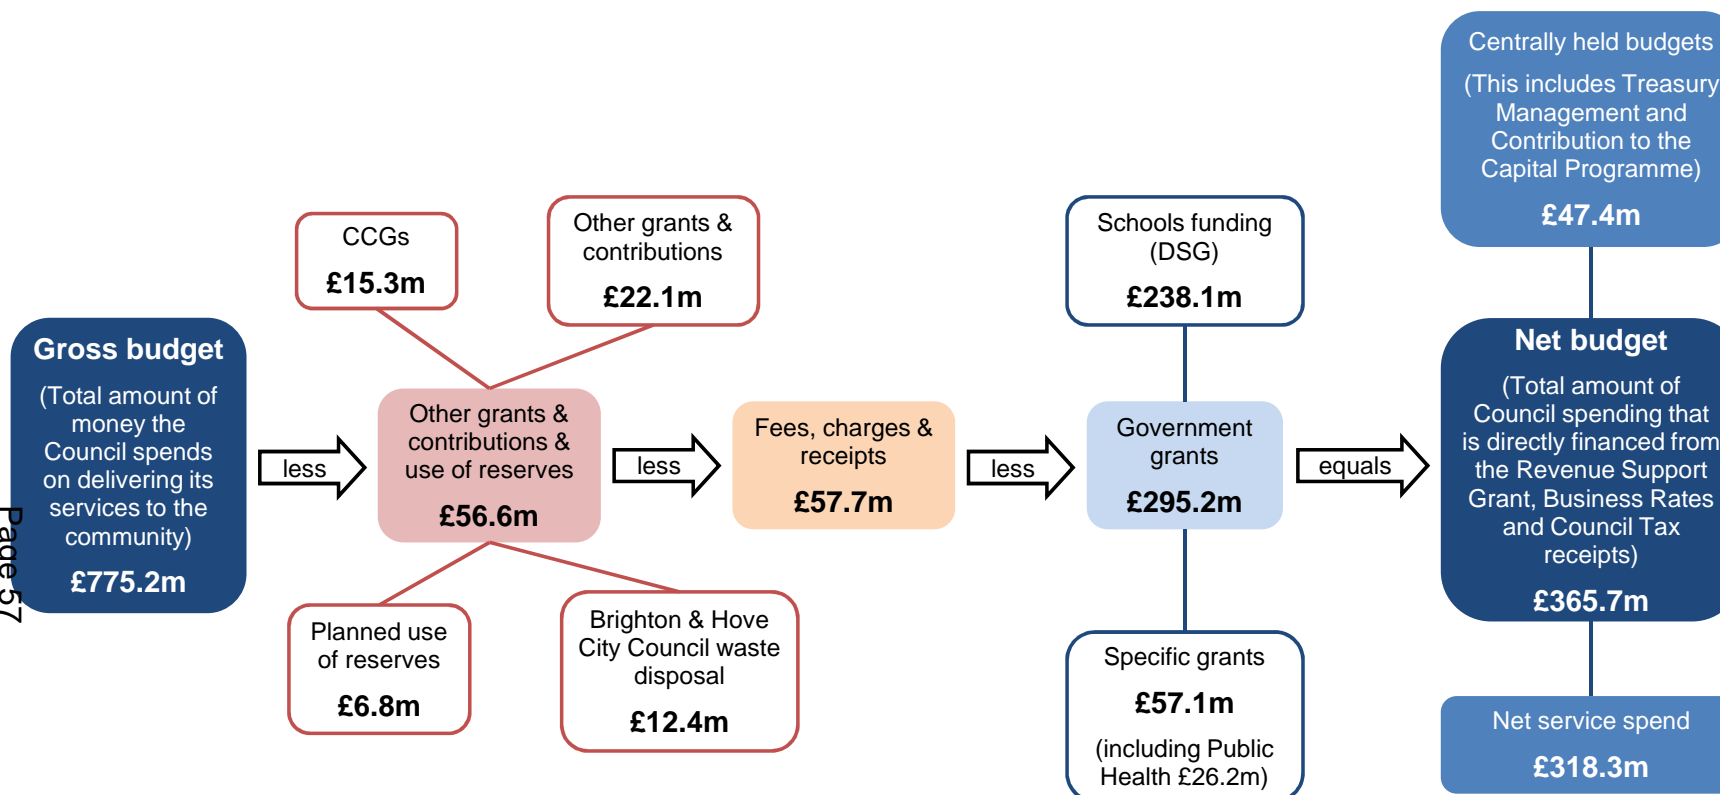 Gross budget
(Total amount of
money the
Council spends
on delivering its
services to the
community)
£775.2m
less
CCGs
£15.3m
Other grants &
contributions
£22.1m
Other grants &
contributions &
use of reserves
£56.6m
Planned use
of reserves
£6.8m
Brighton & Hove
City Council waste
disposal
£12.4m
less
Fees, charges &
receipts
£57.7m
less
Schools funding
(DSG)
£238.1m
Government
grants
£295.2m
Specific grants
£57.1m
(including Public
Health £26.2m)
equals
Centrally held budgets
(This includes Treasury
Management and
Contribution to the
Capital Programme)
£47.4m
Net budget
(Total amount of
Council spending that
is directly financed from
the Revenue Support
Grant, Business Rates
and Council Tax
receipts)
£365.7m
Net service spend
£318.3m
Page 57